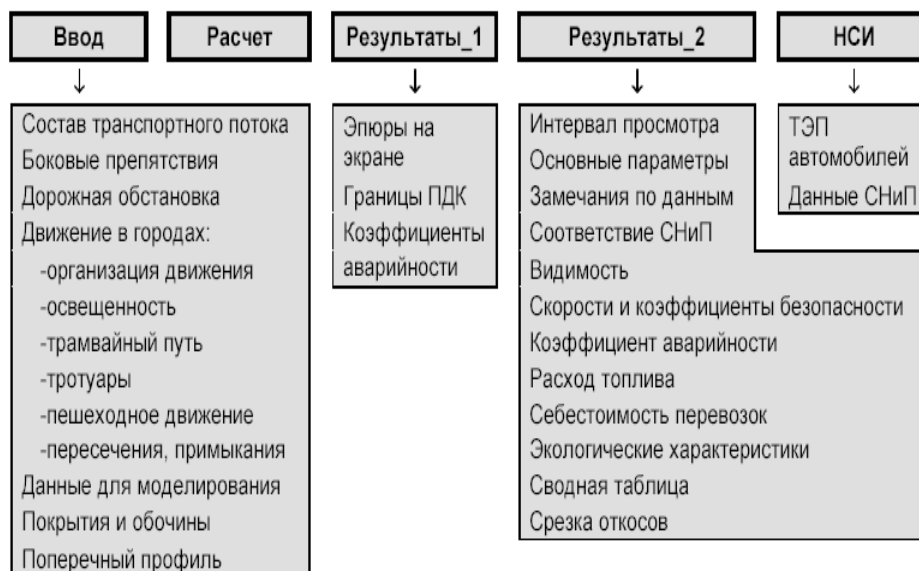 Ввод
Расчет
Результаты_1
Результаты_2
НСИ
Состав транспортного потока
Боковые препятствия
Дорожная обстановка
Движение в городах:
-организация движения
-освещенность
-трамвайный путь
-тротуары
-пешеходное движение
-пересечения, примыкания
Данные для моделирования
Покрытия и обочины
Поперечный профиль
Эпюры на
экране
Границы ПДК
Коэффициенты
аварийности
Интервал просмотра
Основные параметры
Замечания по данным
Соответствие СНиП
Видимость
Скорости и коэффициенты безопасности
Коэффициент аварийности
Расход топлива
Себестоимость перевозок
Экологические характеристики
Сводная таблица
Срезка откосов
ТЭП
автомобилей
Данные СНиП